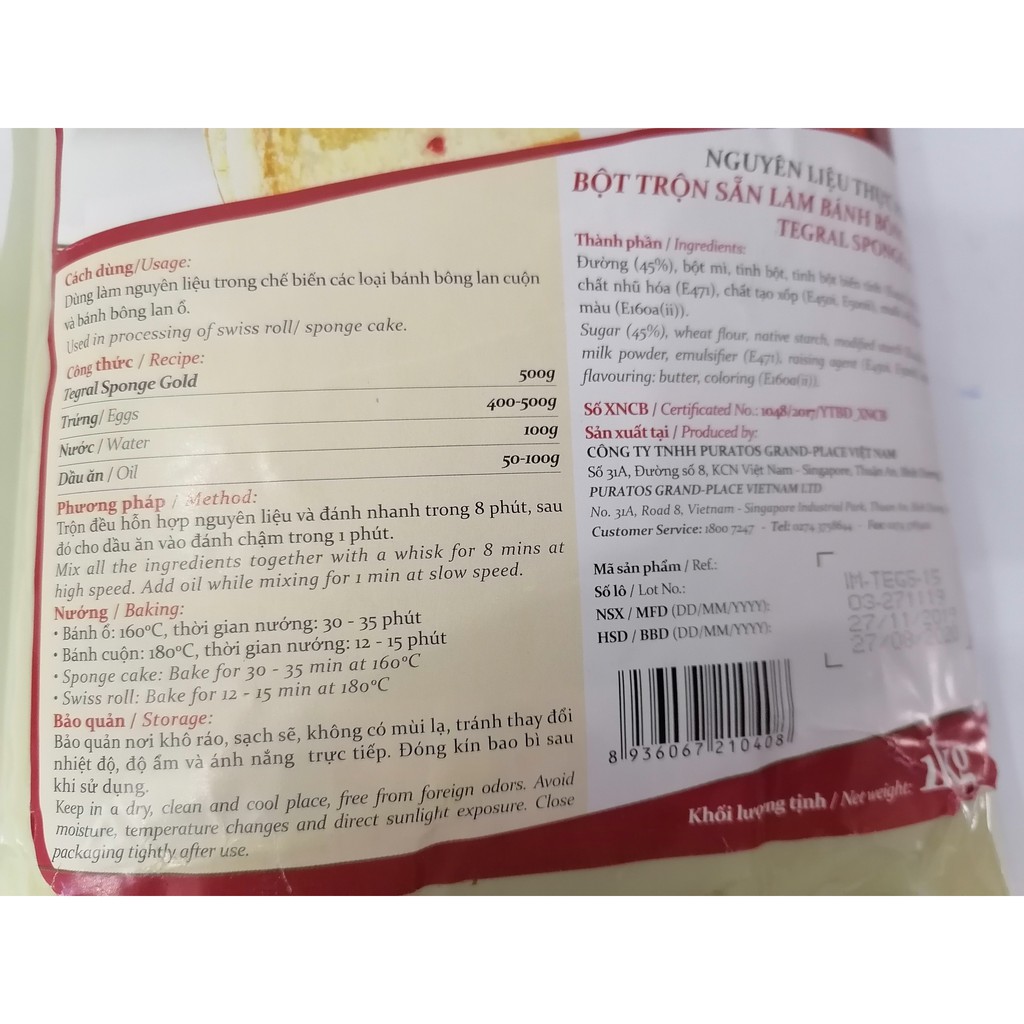 Cách dùng/Usage:
Dùng làm nguyên liệu trong chế biến các loại bánh bông lan cuộn
và bánh bông lan ổ.
Used in processing of swiss roll/ sponge cake.
Công thức / Recipe:
Tegral Sponge Gold 500g
Trứng/ Eggs 400-500g
Nước / Water 100g
Dầu ăn / Oil 50-100g
Phương pháp / Method:
Trộn đều hỗn hợp nguyên liệu và đánh nhanh trong 8 phút, sau
đó cho dầu ăn vào đánh chậm trong 1 phút.
Mix all the ingredients together with a whisk for 8 mins at
high speed. Add oil while mixing for 1 min at slow speed.
Nướng / Baking:
• Bánh ổ: 160°C, thời gian nướng: 30 - 35 phút
• Bánh cuộn: 180°C, thời gian nướng: 12 - 15 phút
• Sponge cake: Bake for 30 - 35 min at 160°C
• Swiss roll: Bake for 12 - 15 min at 180°C
Bảo quản / Storage:
Bảo quản nơi khô ráo, sạch sẽ, không có mùi lạ, tránh thay đổi
nhiệt độ, độ ẩm và ánh nắng trực tiếp. Đóng kín bao bì sau
khi sử dụng.
Keep in a dry, clean and cool place, free from foreign odors. Avoid
moisture, temperature changes and direct sunlight exposure. Close
packaging tightly after use.
NGUYÊN LIỆU
BỘT TRỘN SẴN LÀM BÁNH
TEGRAL
Thành phần / Ingredients:
Đường (45%), bột mì, tinh bột, tinh bột biến tính
chất nhũ hóa (E471), chất tạo xốp
màu (E160a(ii)).
Sugar (45%), wheat flour, native starch, modified starch
milk powder, emulsifier (E471), raising agent
flavouring: butter, coloring (E160a(ii)).
Số XNCB / Certificated No.: 1048/2017/YTBD_XNCB
Sản xuất tại / Produced by:
CÔNG TY TNHH PURATOS GRAND-PLACE VIỆT NAM
Số 31A, Đường số 8, KCN Việt Nam - Singapore, Thuận An,
PURATOS GRAND-PLACE VIETNAM LTD
No. 31A, Road 8, Vietnam - Singapore Industrial Park, Thuan An,
Customer Service: 1800 7247 - Tel:
Mã sản phẩm / Ref.: IM-TEGS-15
Số lô / Lot No.: 03-271119
NSX / MFD (DD/MM/YYYY): 27/11/2019
HSD / BBD (DD/MM/YYYY):
8 936067 210408
Khối lượng tịnh / Net weight: 1KG